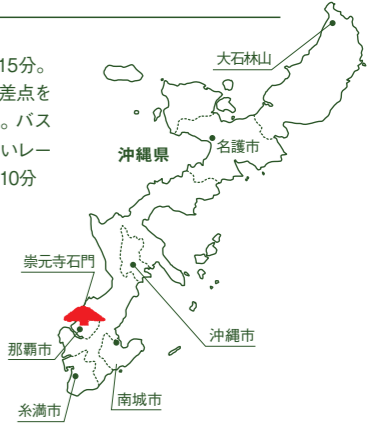 15分。
差点を
。バス
いレー
10分
大石林山
沖縄県
名護市
崇元寺石門
那覇市
沖縄市
糸満市
南城市